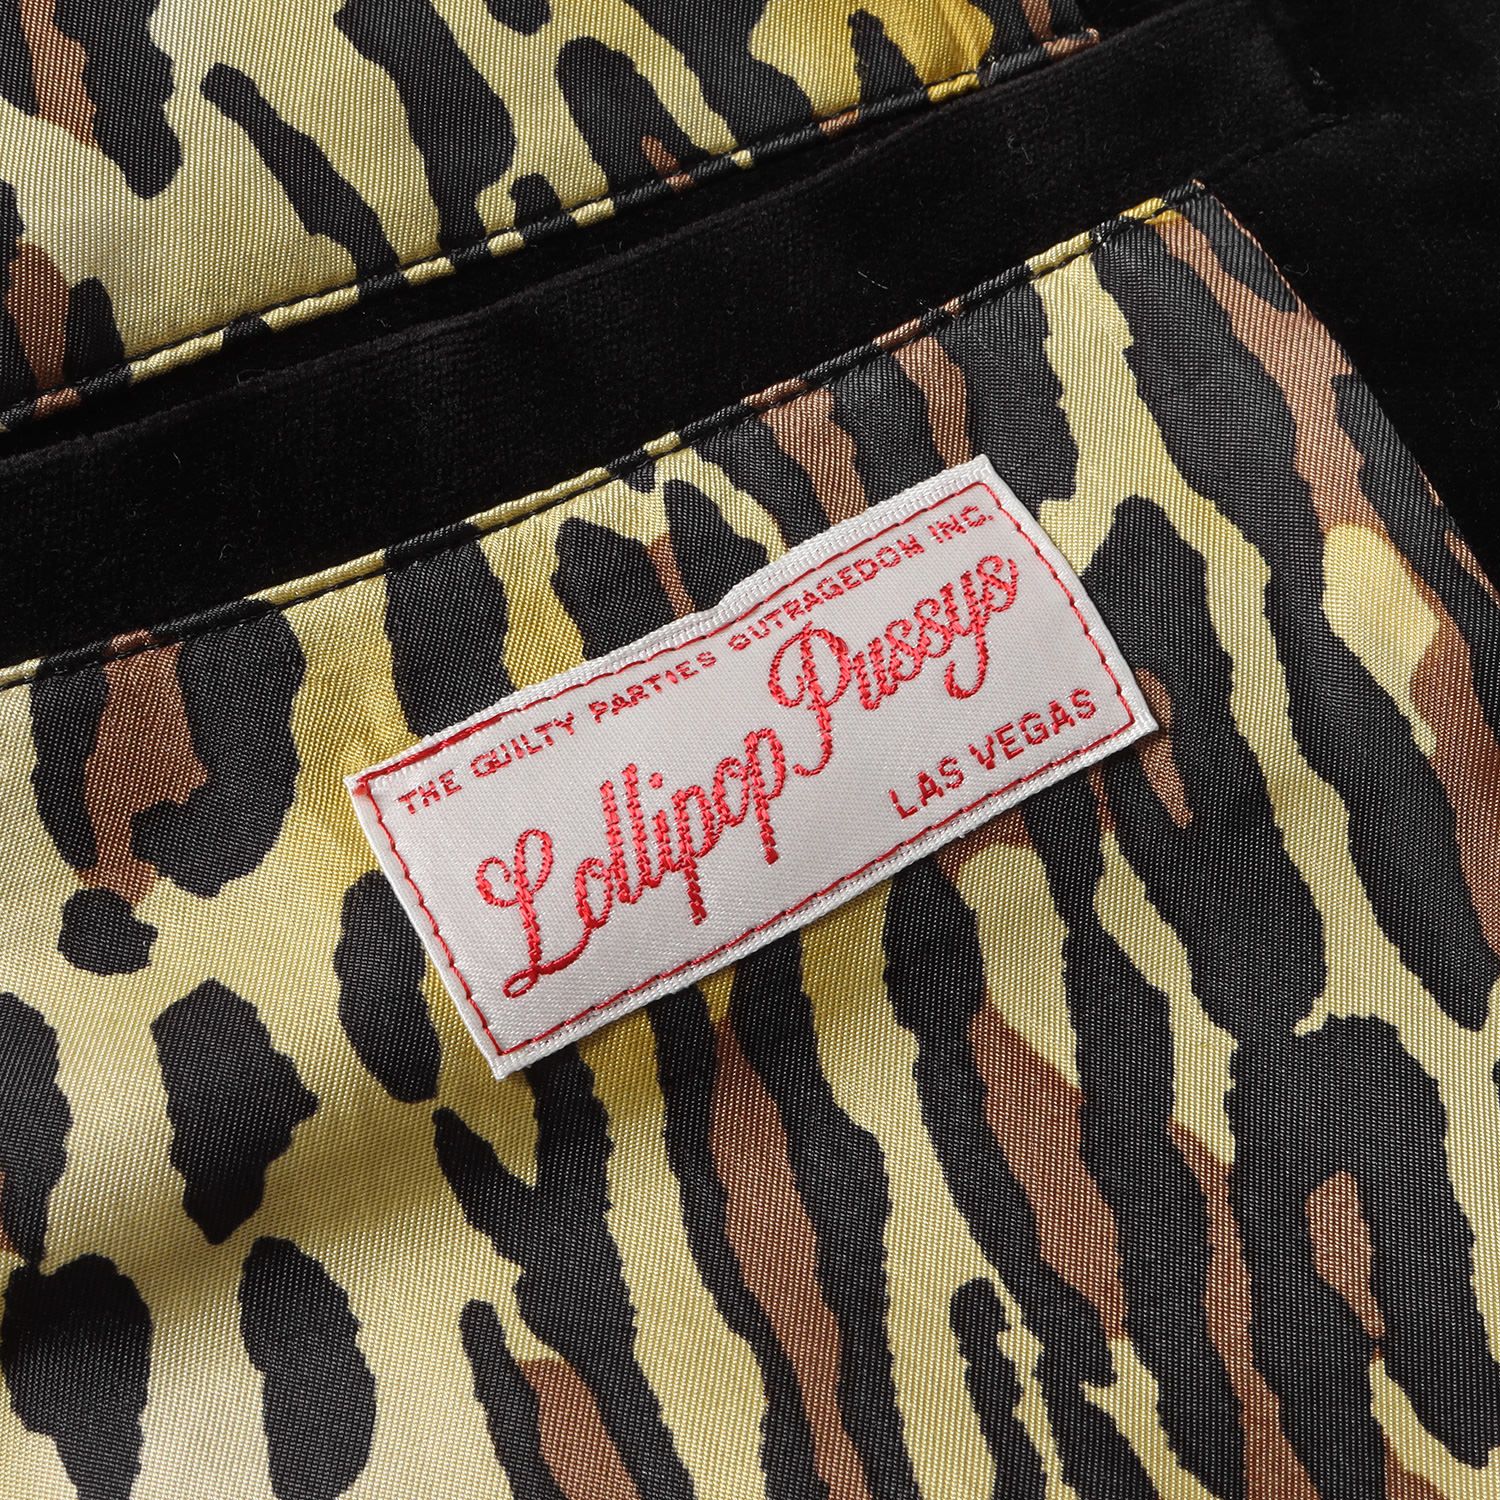 THE GUILTY PARTIES OUTRAGEDOM INC.
Lollipop Pussys
LAS VEGAS